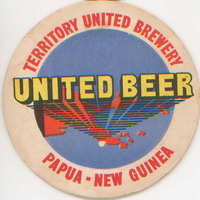 TERRITORY UNITED BREWERY
UNITED BEER
PAPUA - NEW GUINEA